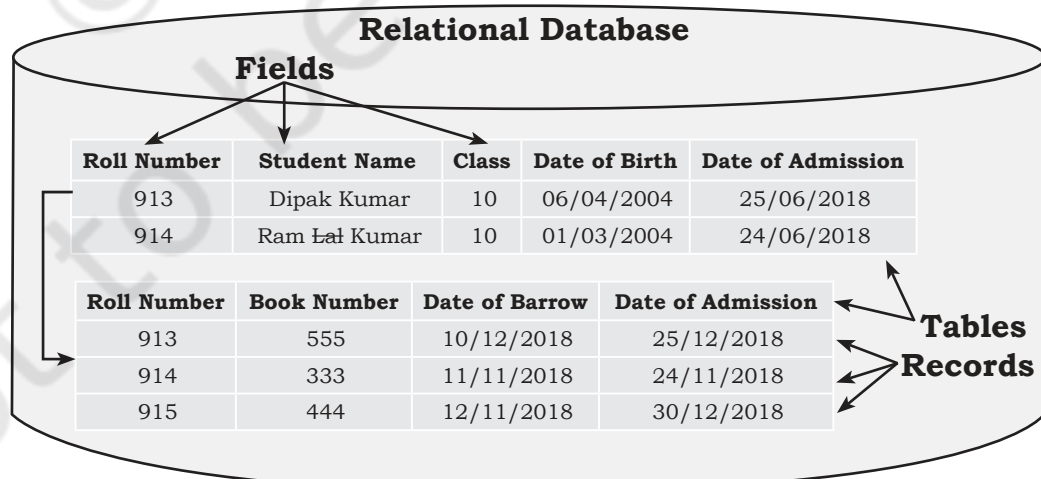 Relational Database
Fields
Roll Number Student Name Class Date of Birth Date of Admission
913 Dipak Kumar 10 06/04/2004 25/06/2018
914 Ram Lal Kumar 10 01/03/2004 24/06/2018
Roll Number Book Number Date of Barrow Date of Admission
913 555 10/12/2018 25/12/2018
914 333 11/11/2018 24/11/2018
915 444 12/11/2018 30/12/2018
Tables
Records
to be